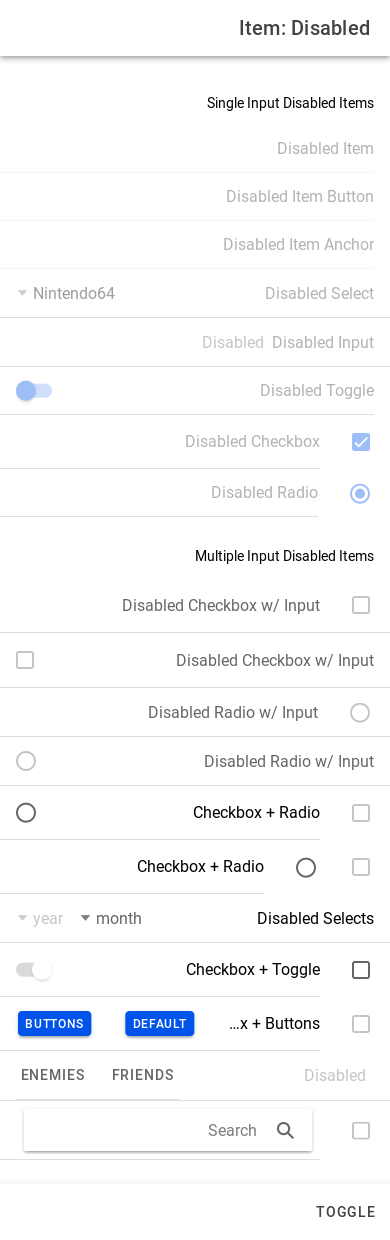 Item: Disabled
Single Input Disabled Items
Disabled Item
Disabled Item Button
Disabled Item Anchor
Disabled Select Nintendo64
Disabled Input Disabled
Disabled Toggle
Disabled Checkbox
Disabled Radio
Multiple Input Disabled Items
Disabled Checkbox w/ Input
Disabled Checkbox w/ Input
Disabled Radio w/ Input
Disabled Radio w/ Input
Checkbox + Radio
Checkbox + Radio
Disabled Selects month year
Checkbox + Toggle
...x + Buttons DEFAULT BUTTONS
Disabled FRIENDS ENEMIES
Search
TOGGLE